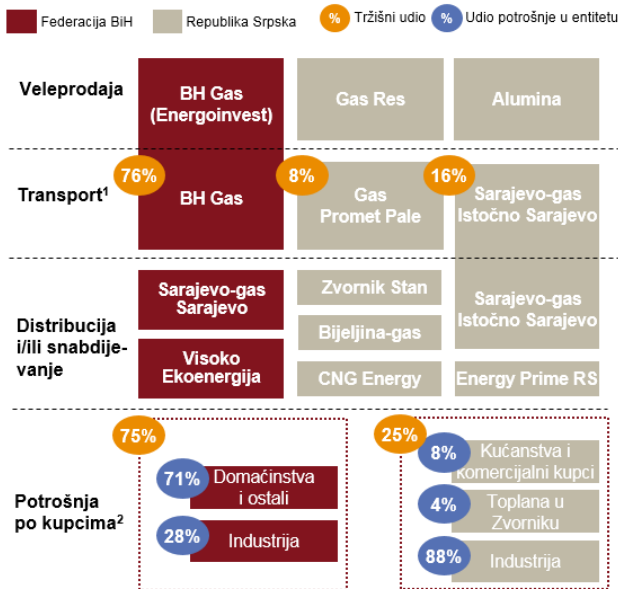 Federacija BiH
Republika Srpska
% Tržišni udio
% Udio potrošnje u entitetu
Veleprodaja
BH Gas
(Energoinvest)
Gas Res
Alumina
Transport1
76%
BH Gas
8%
Gas
Promet Pale
16%
Sarajevo-gas
Istočno Sarajevo
Distribucija
i/ili snabdije-
vanje
Sarajevo-gas
Sarajevo
Visoko
Ekoenergija
Zvornik Stan
Bijeljina-gas
CNG Energy
Sarajevo-gas
Istočno Sarajevo
Energy Prime RS
Potrošnja
po kupcima2
75%
71%
Domaćinstva
i ostali
28%
Industrija
25%
8%
Kućanstva i
komercijalni kupci
4%
Toplana u
Zvorniku
88%
Industrija